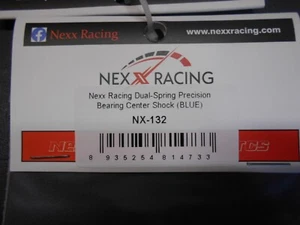 Nexx Racing
www.nexxracing.com
NEXX RACING
Nexx Racing Dual-Spring Precision
Bearing Center Shock (BLUE)
NX-132
8 935254 814733